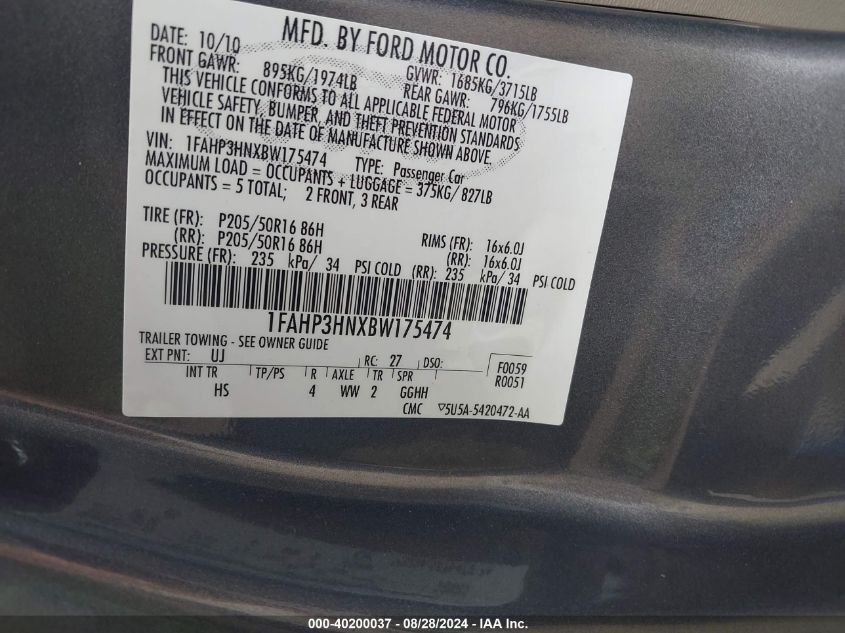 MFD. BY FORD MOTOR CO.
DATE: 10/10 GVWR: 1685KG/3715LB
FRONT GAWR: 895KG/1974LB REAR GAWR: 796KG/1755LB
THIS VEHICLE CONFORMS TO ALL APPLICABLE FEDERAL MOTOR
VEHICLE SAFETY, BUMPER, AND THEFT PREVENTION STANDARDS
IN EFFECT ON THE DATE OF MANUFACTURE SHOWN ABOVE.
VIN: 1FAHP3HNXBW175474 TYPE: Passenger Car
MAXIMUM LOAD = OCCUPANTS + LUGGAGE = 375KG/827LB
OCCUPANTS = 5 TOTAL; 2 FRONT, 3 REAR
TIRE (FR): P205/50R16 86H RIMS (FR): 16x6.0J
(RR): P205/50R16 86H (RR): 16x6.0J
PRESSURE (FR): 235 kPa/ 34 PSI COLD (RR): 235 kPa/ 34 PSI COLD
1FAHP3HNXBW175474
TRAILER TOWING - SEE OWNER GUIDE
EXT PNT: UJ RC: 27 DSO: F0059
R0051
INT TR TP/PS R AXLE TR SPR
HS 4 WW 2 GGHH
CMC ▽5U5A-5420472-AA
000-40200037 - 08/28/2024 - IAA Inc.